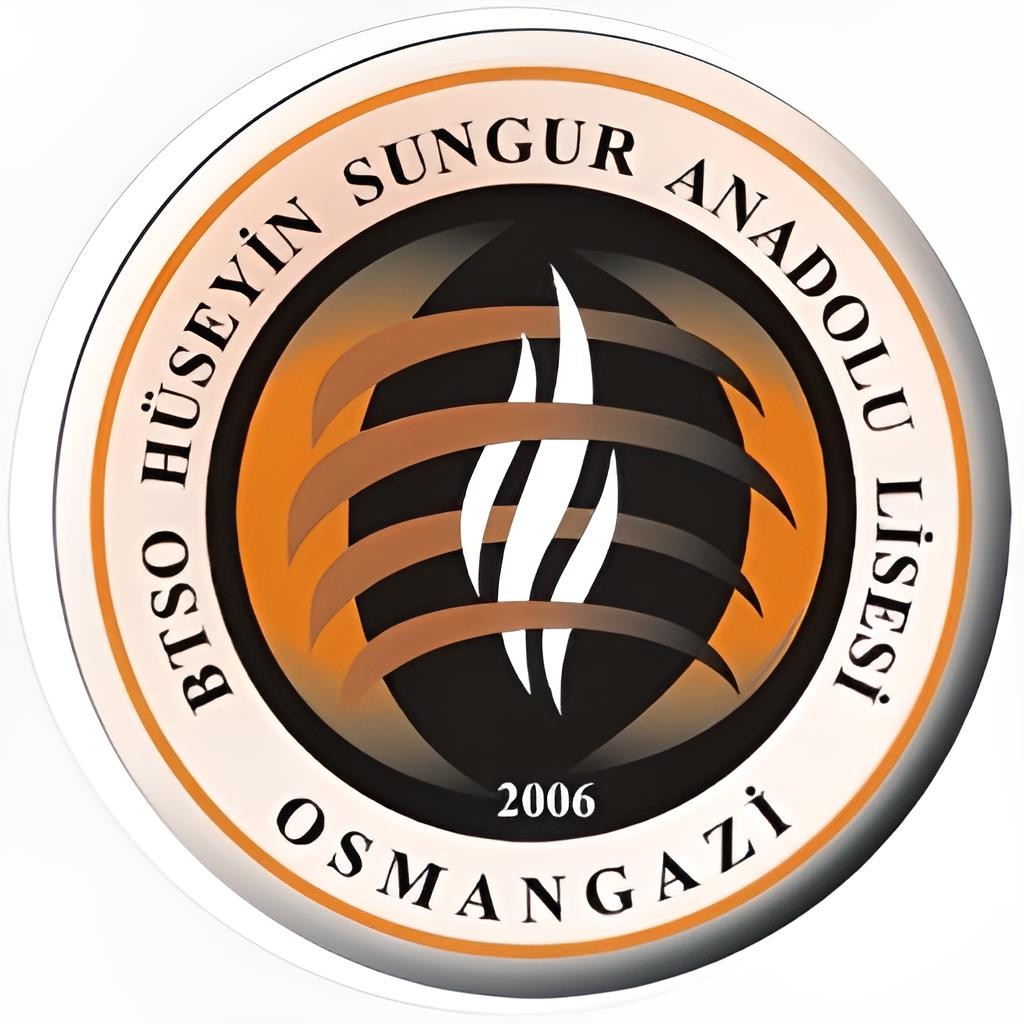 BTSO HÜSEYİN SUNGUR ANADOLU LİSESİ
2006
OSMANGAZİ